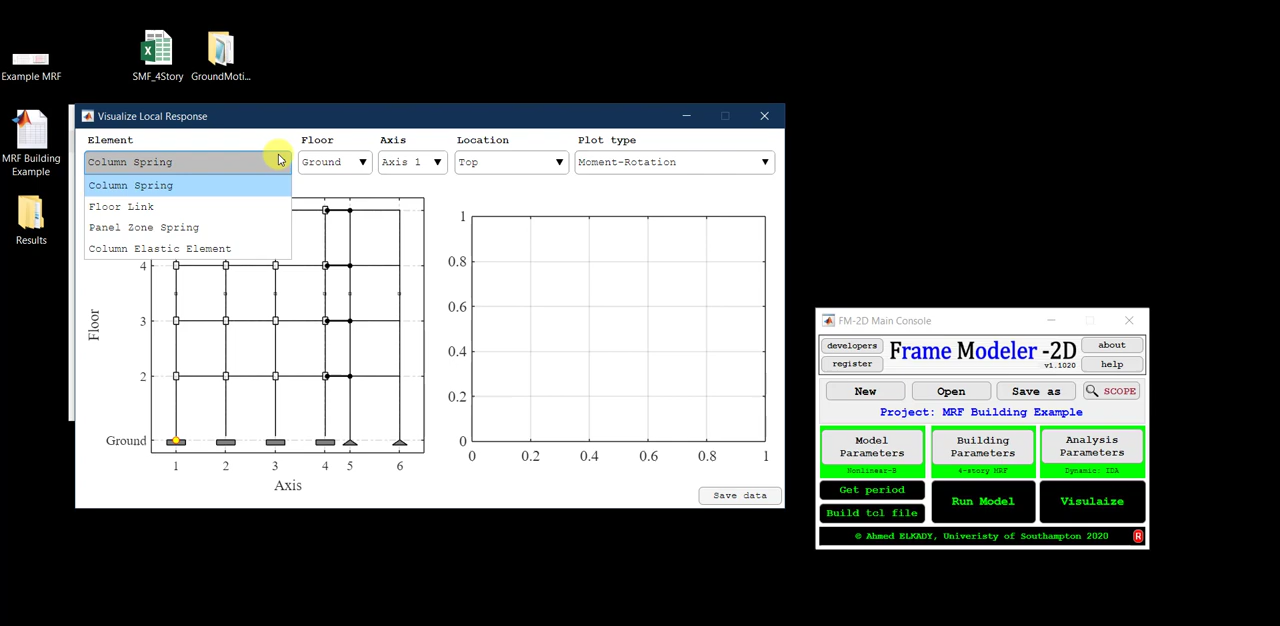 Example MRF
SMF_4Story
GroundMoti...
MRF Building
Example
Results
Visualize Local Response
Element
Floor
Axis
Location
Plot type
Column Spring
Ground
Axis 1
Top
Moment-Rotation
Column Spring
Floor Link
Panel Zone Spring
Column Elastic Element
4
3
2
Ground
Floor
1
2
3
4
5
6
Axis
1
0.8
0.6
0.4
0.2
0
0
0.2
0.4
0.6
0.8
1
Save data
FM-2D Main Console
developers
register
Frame Modeler -2D
v1.1020
about
help
New
Open
Save as
SCOPE
Project: MRF Building Example
Model
Parameters
Nonlinear-B
Building
Parameters
4-story MRF
Analysis
Parameters
Dynamic: IDA
Get period
Build tcl file
Run Model
Visulaize
© Ahmed ELKADY, Univeristy of Southampton 2020
R